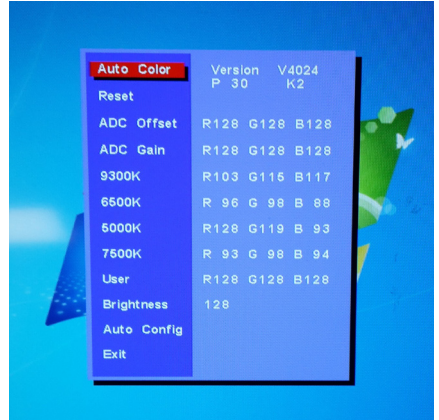 Auto Color Version V4024
P 30 K2
Reset
ADC Offset R128 G128 B128
ADC Gain R128 G128 B128
9300K R103 G115 B117
6500K R 96 G 98 B 88
5000K R128 G119 B 93
7500K R 93 G 98 B 94
User R128 G128 B128
Brightness 128
Auto Config
Exit